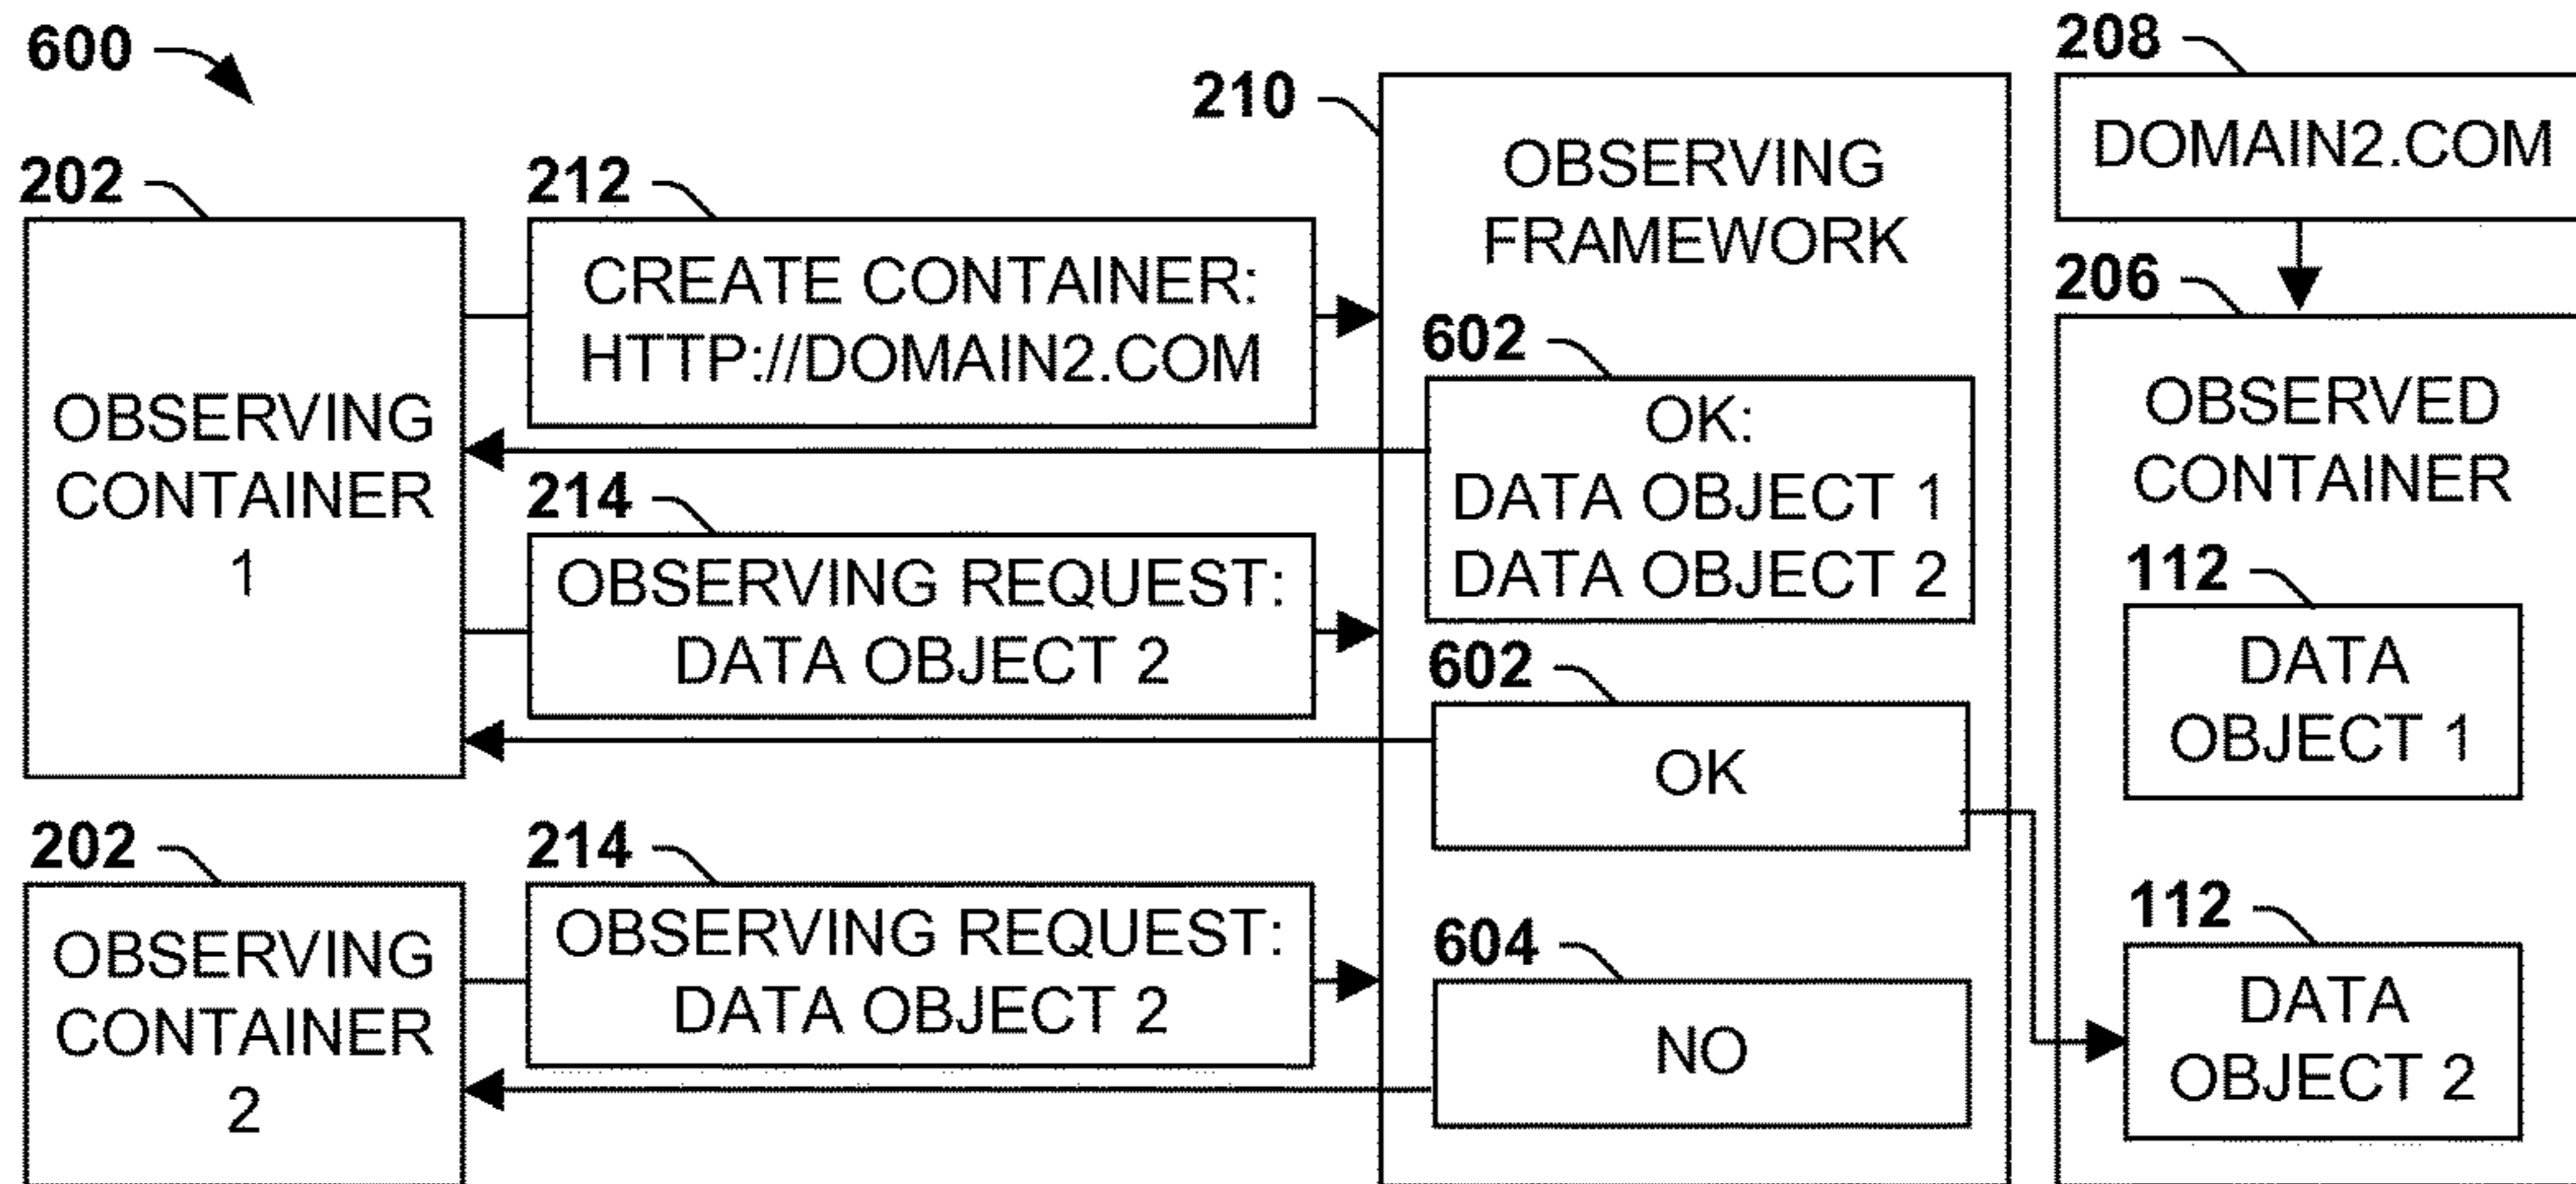 600
208
210
DOMAIN2.COM
202
212
OBSERVING
FRAMEWORK
CREATE CONTAINER:
HTTP://DOMAIN2.COM
206
602
OBSERVING
CONTAINER
1
OK:
DATA OBJECT 1
DATA OBJECT 2
OBSERVED
CONTAINER
214
OBSERVING REQUEST:
DATA OBJECT 2
112
DATA
OBJECT 1
602
OK
202
214
OBSERVING
CONTAINER
2
OBSERVING REQUEST:
DATA OBJECT 2
604
NO
112
DATA
OBJECT 2